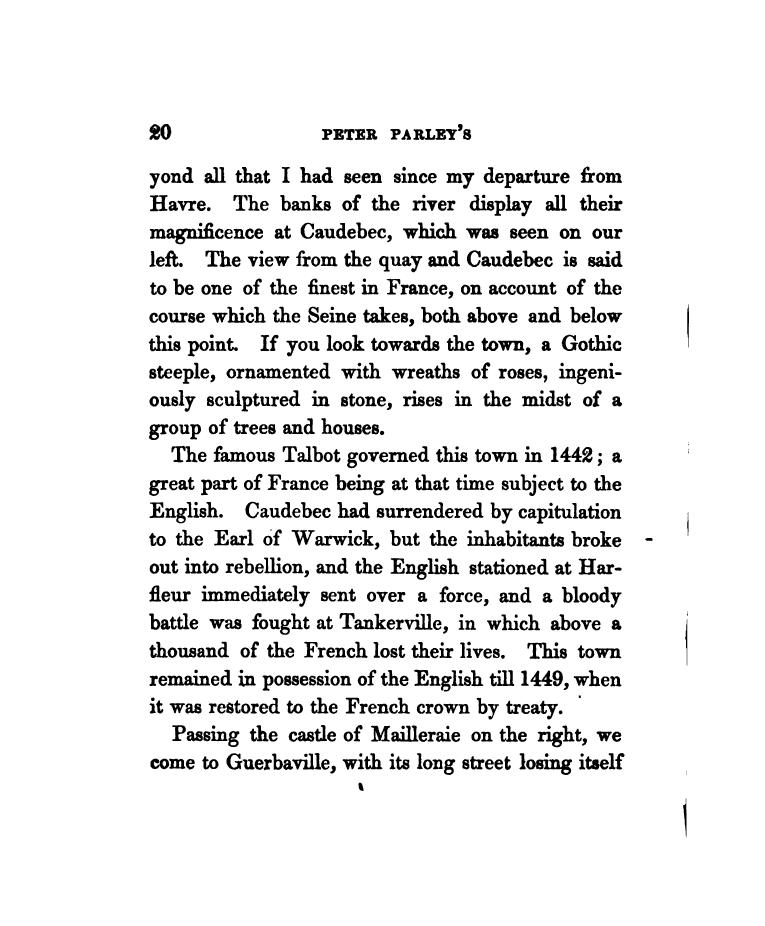 20 PETER PARLEY'S
yond all that I had seen since my departure from
Havre. The banks of the river display all their
magnificence at Caudebec, which was seen on our
left. The view from the quay and Caudebec is said
to be one of the finest in France, on account of the
course which the Seine takes, both above and below
this point. If you look towards the town, a Gothic
steeple, ornamented with wreaths of roses, ingeni-
ously sculptured in stone, rises in the midst of a
group of trees and houses.
The famous Talbot governed this town in 1442; a
great part of France being at that time subject to the
English. Caudebec had surrendered by capitulation
to the Earl of Warwick, but the inhabitants broke
out into rebellion, and the English stationed at Har-
fleur immediately sent over a force, and a bloody
battle was fought at Tankerville, in which above a
thousand of the French lost their lives. This town
remained in possession of the English till 1449, when
it was restored to the French crown by treaty.
Passing the castle of Mailleraie on the right, we
come to Guerbaville, with its long street losing itself